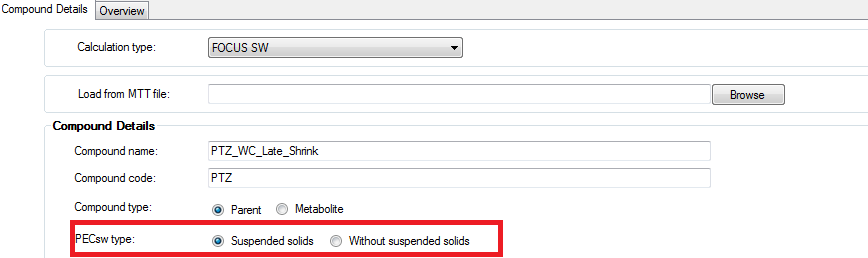 Compound Details Overview
Calculation type: FOCUS SW
Load from MTT file: Browse
Compound Details
Compound name: PTZ_WC_Late_Shrink
Compound code: PTZ
Compound type: Parent Metabolite
PECsw type: Suspended solids Without suspended solids